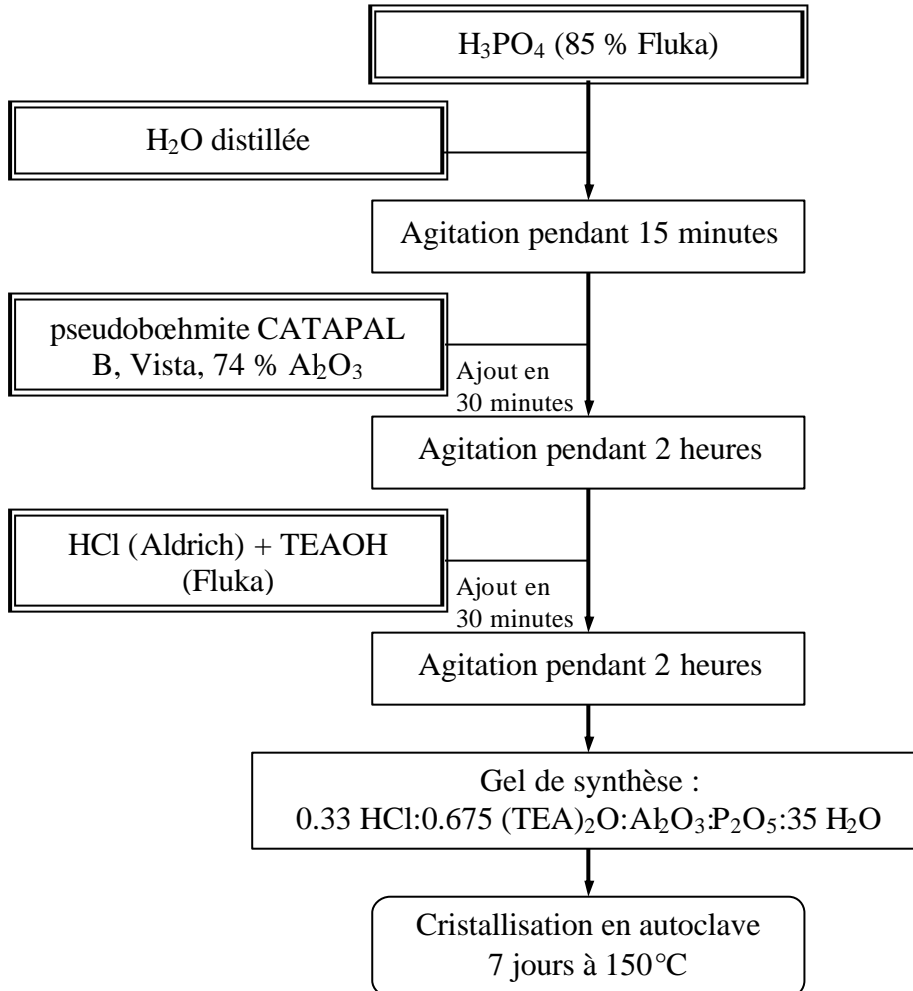 H₃PO₄ (85 % Fluka)
H₂O distillée
Agitation pendant 15 minutes
pseudobœhmite CATAPAL
B, Vista, 74 % Al₂O₃
Ajout en
30 minutes
Agitation pendant 2 heures
HCl (Aldrich) + TEAOH
(Fluka)
Ajout en
30 minutes
Agitation pendant 2 heures
Gel de synthèse :
0.33 HCl:0.675 (TEA)₂O:Al₂O₃:P₂O₅:35 H₂O
Cristallisation en autoclave
7 jours à 150°C